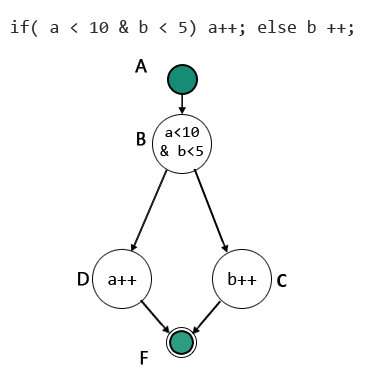 if( a < 10 & b < 5) a++; else b ++;
A
B
a<10
& b<5
D
a++
b++
C
F